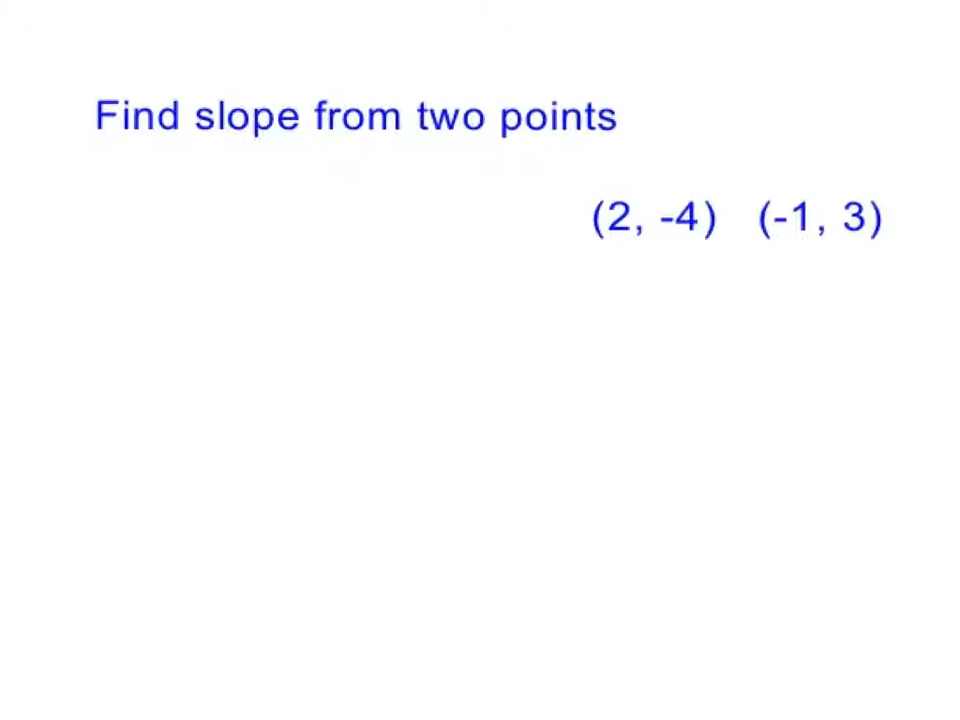 Find slope from two points
(2, -4) (-1, 3)